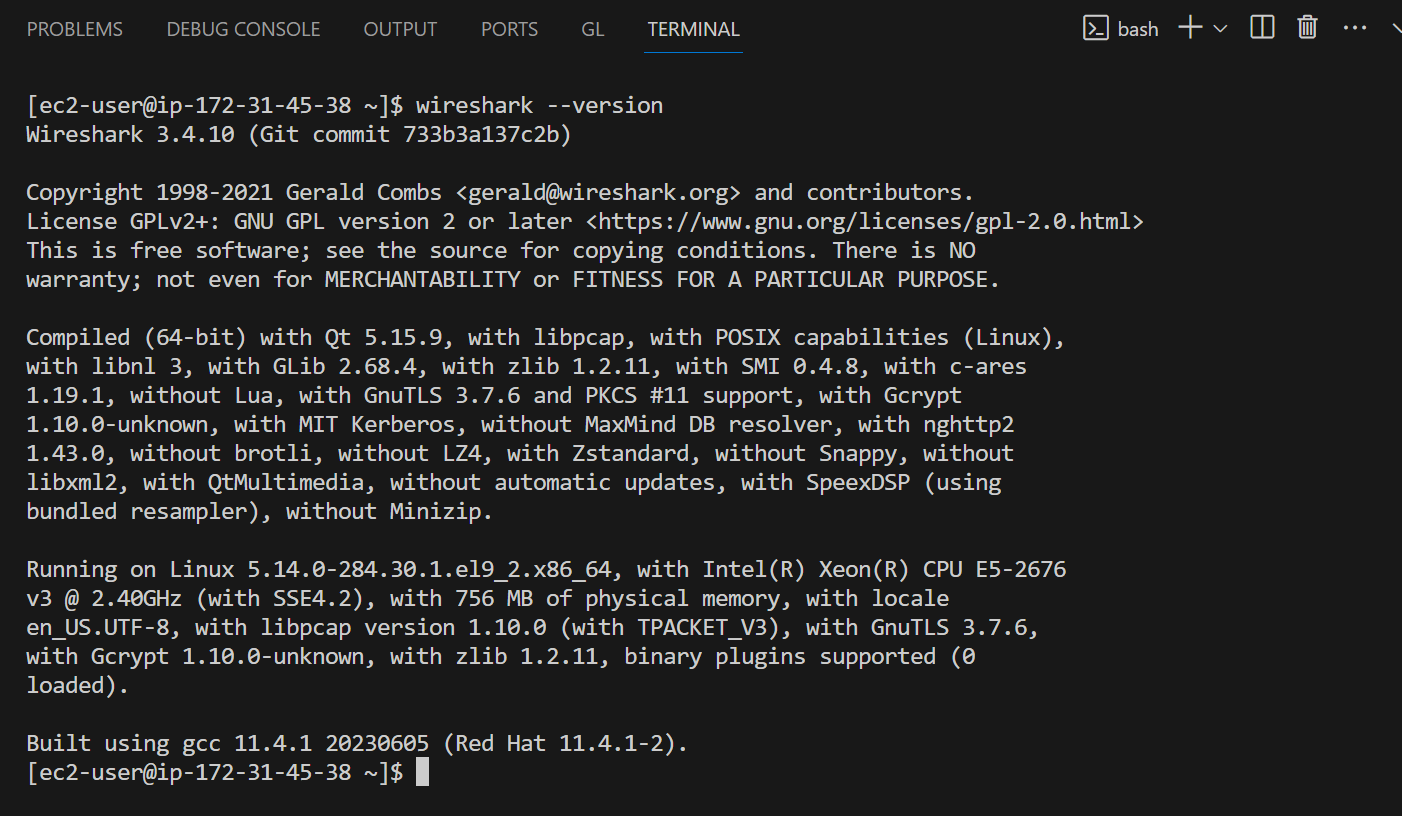 PROBLEMS DEBUG CONSOLE OUTPUT PORTS GL TERMINAL bash
[ec2-user@ip-172-31-45-38 ~]$ wireshark --version
Wireshark 3.4.10 (Git commit 733b3a137c2b)
Copyright 1998-2021 Gerald Combs <gerald@wireshark.org> and contributors.
License GPLv2+: GNU GPL version 2 or later <https://www.gnu.org/licenses/gpl-2.0.html>
This is free software; see the source for copying conditions. There is NO
warranty; not even for MERCHANTABILITY or FITNESS FOR A PARTICULAR PURPOSE.
Compiled (64-bit) with Qt 5.15.9, with libpcap, with POSIX capabilities (Linux),
with libnl 3, with GLib 2.68.4, with zlib 1.2.11, with SMI 0.4.8, with c-ares
1.19.1, without Lua, with GnuTLS 3.7.6 and PKCS #11 support, with Gcrypt
1.10.0-unknown, with MIT Kerberos, without MaxMind DB resolver, with nghttp2
1.43.0, without brotli, without LZ4, with Zstandard, without Snappy, without
libxml2, with QtMultimedia, without automatic updates, with SpeexDSP (using
bundled resampler), without Minizip.
Running on Linux 5.14.0-284.30.1.el9_2.x86_64, with Intel(R) Xeon(R) CPU E5-2676
v3 @ 2.40GHz (with SSE4.2), with 756 MB of physical memory, with locale
en_US.UTF-8, with libpcap version 1.10.0 (with TPACKET_V3), with GnuTLS 3.7.6,
with Gcrypt 1.10.0-unknown, with zlib 1.2.11, binary plugins supported (0
loaded).
Built using gcc 11.4.1 20230605 (Red Hat 11.4.1-2).
[ec2-user@ip-172-31-45-38 ~]$